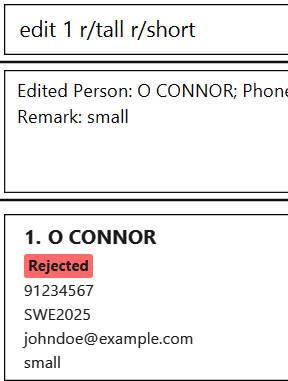 edit 1 r/tall r/short
Edited Person: O CONNOR; Phone
Remark: small
1. O CONNOR
Rejected
91234567
SWE2025
johndoe@example.com
small